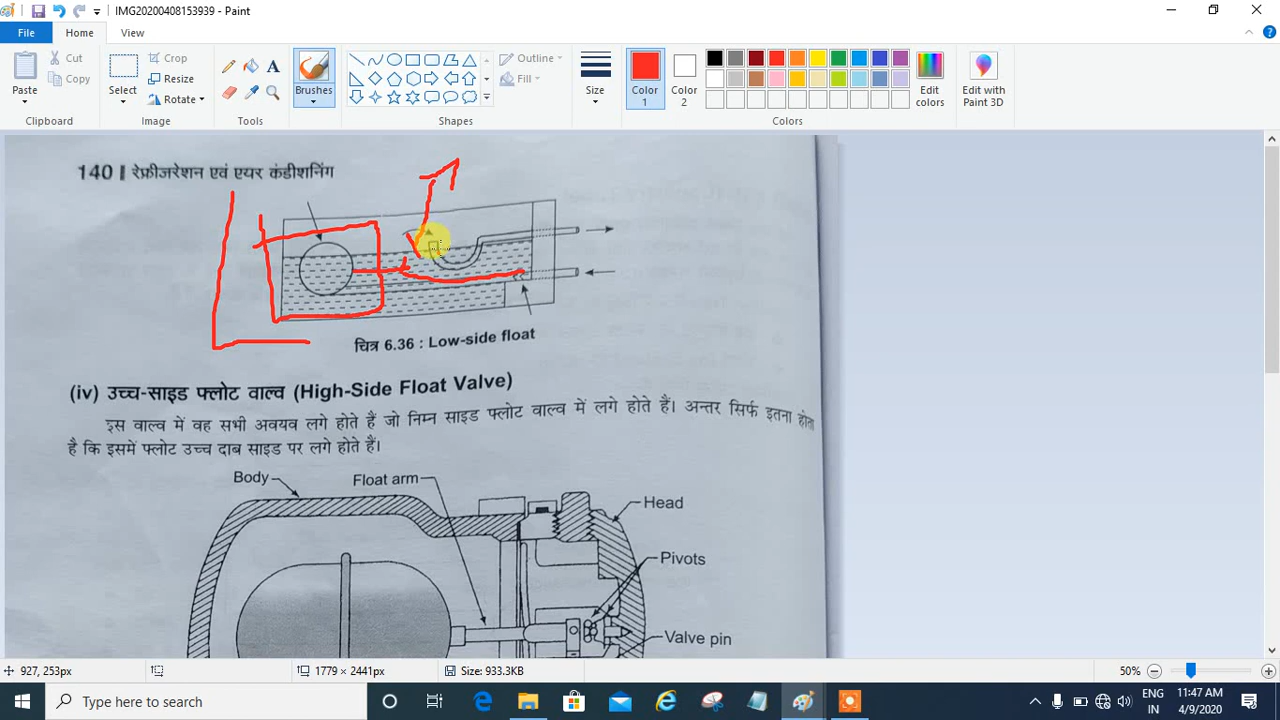 IMG20200408153939 - Paint
File Home View
Paste Cut Copy
Select Crop Resize Rotate
Brushes
Outline Fill
Size
Color 1
Color 2
Edit colors
Edit with Paint 3D
Clipboard Image Tools Shapes Colors
140 रेफ्रीजरेशन एवं एयर कंडीशनिंग
चित्र 6.36 : Low-side float
(iv) उच्च-साइड फ्लोट वाल्व (High-Side Float Valve)
इस वाल्व में वह सभी अवयव लगे होते हैं जो निम्न साइड फ्लोट वाल्व में लगे होते हैं। अन्तर सिर्फ इतना होता
है कि इसमें फ्लोट उच्च दाब साइड पर लगे होते हैं।
Body
Float arm
Head
Pivots
Valve pin
927, 253px 1779 × 2441px Size: 933.3KB 50%
Type here to search
ENG IN
11:47 AM
4/9/2020